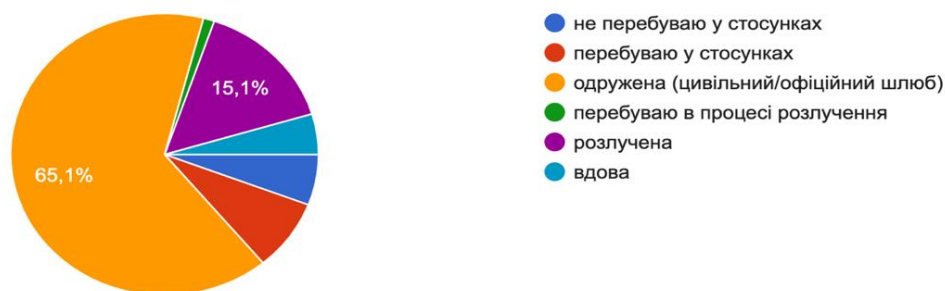 15,1%
65,1%
не перебуваю у стосунках
перебуваю у стосунках
одружена (цивільний/офіційний шлюб)
перебуваю в процесі розлучення
розлучена
вдова